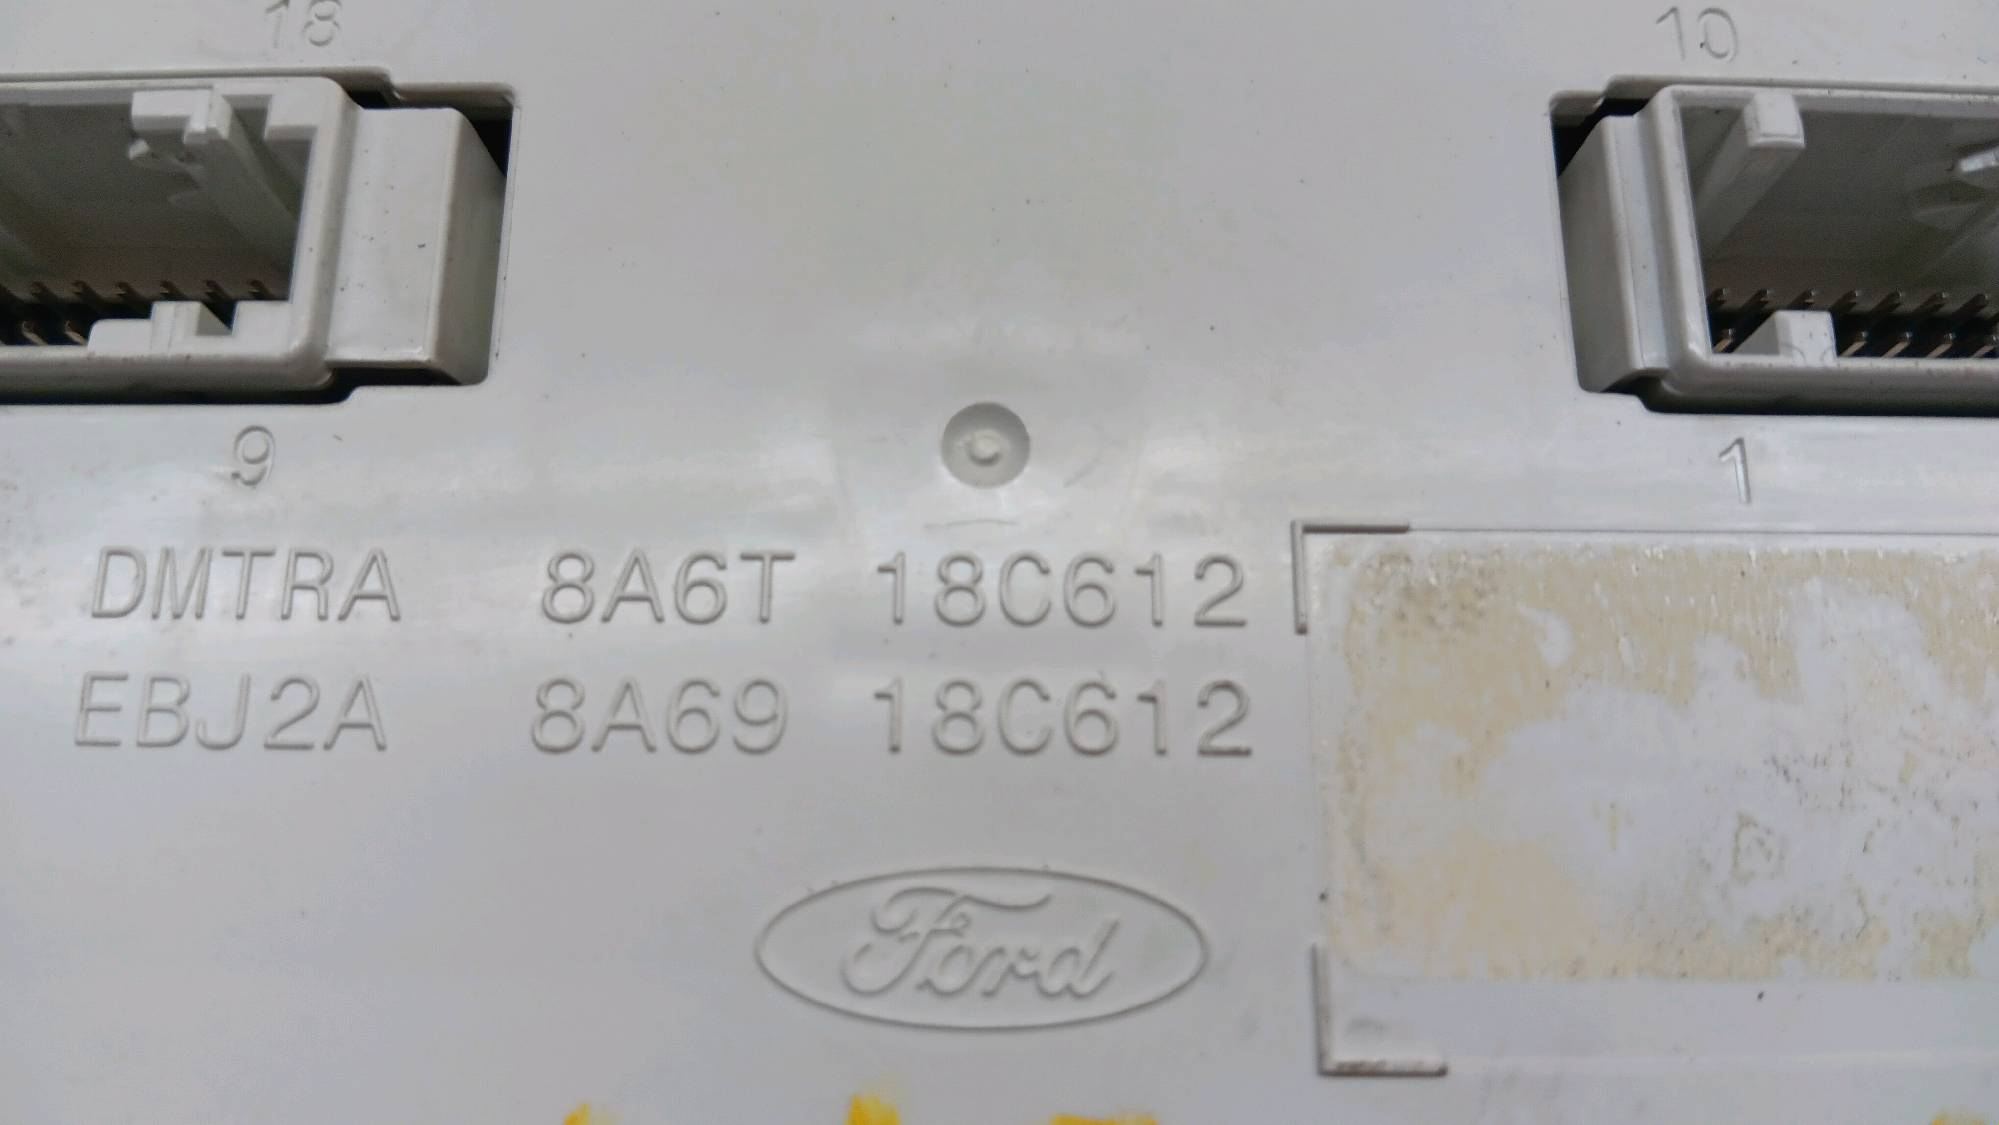 18 10
9 1
DMTRA 8A6T 18C612
EBJ2A 8A69 18C612
Ford